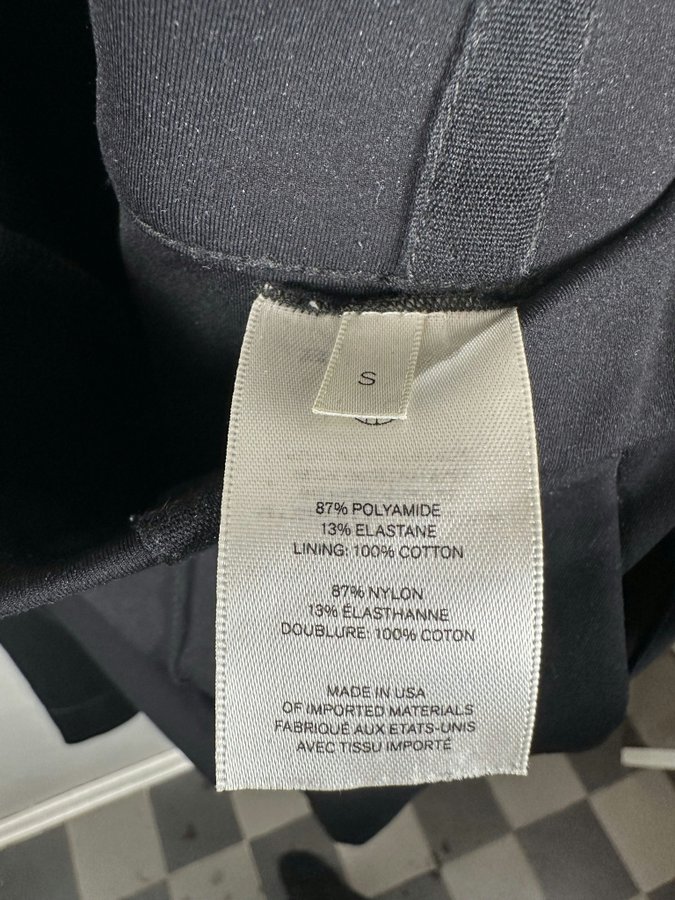 S
87% POLYAMIDE
13% ELASTANE
LINING: 100% COTTON
87% NYLON
13% ÉLASTHANNE
DOUBLURE: 100% COTON
MADE IN USA
OF IMPORTED MATERIALS
FABRIQUÉ AUX ÉTATS-UNIS
AVEC TISSU IMPORTÉ